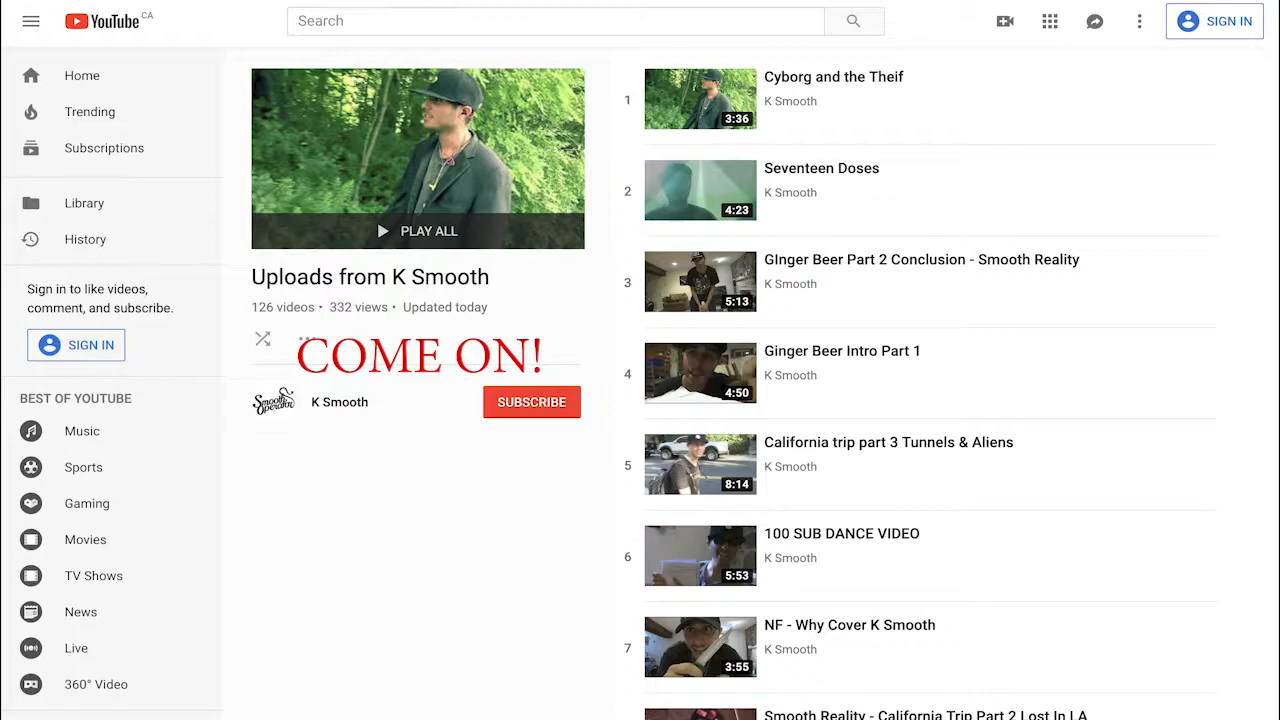 YouTube CA
Search
SIGN IN
Home
Trending
Subscriptions
Library
History
Sign in to like videos,
comment, and subscribe.
SIGN IN
BEST OF YOUTUBE
Music
Sports
Gaming
Movies
TV Shows
News
Live
360° Video
PLAY ALL
Uploads from K Smooth
126 videos • 332 views • Updated today
COME ON!
Smooth
Operator
K Smooth
SUBSCRIBE
1
3:36
Cyborg and the Theif
K Smooth
2
4:23
Seventeen Doses
K Smooth
3
5:13
GInger Beer Part 2 Conclusion - Smooth Reality
K Smooth
4
4:50
Ginger Beer Intro Part 1
K Smooth
5
8:14
California trip part 3 Tunnels & Aliens
K Smooth
6
5:53
100 SUB DANCE VIDEO
K Smooth
7
3:55
NF - Why Cover K Smooth
K Smooth
Smooth Reality - California Trip Part 2 Lost In LA